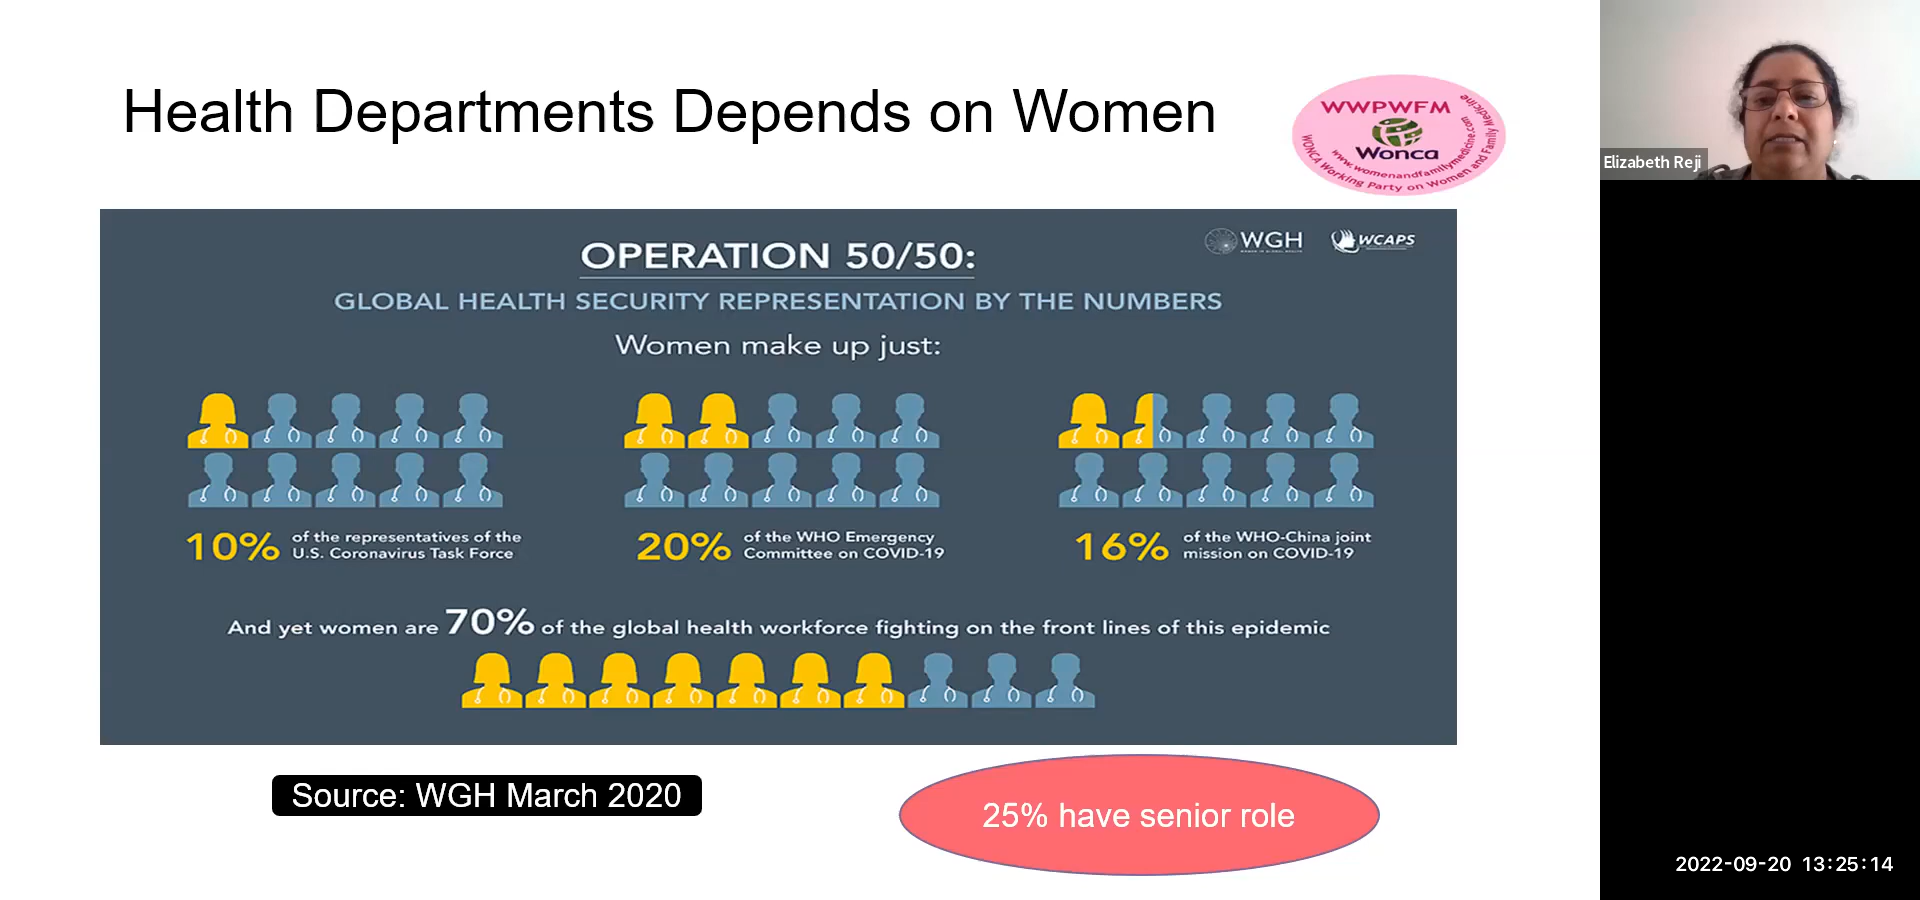 Health Departments Depends on Women
WWPWFM
Wonca
www.womenandfamilymedicine.com
WONCA Working Party on Women and Family Medicine
Elizabeth Reji
OPERATION 50/50:
WGH
WCAPS
GLOBAL HEALTH SECURITY REPRESENTATION BY THE NUMBERS
Women make up just:
10% of the representatives of the
U.S. Coronavirus Task Force
20% of the WHO Emergency
Committee on COVID-19
16% of the WHO-China joint
mission on COVID-19
And yet women are 70% of the global health workforce fighting on the front lines of this epidemic
Source: WGH March 2020
25% have senior role
2022-09-20 13:25:14